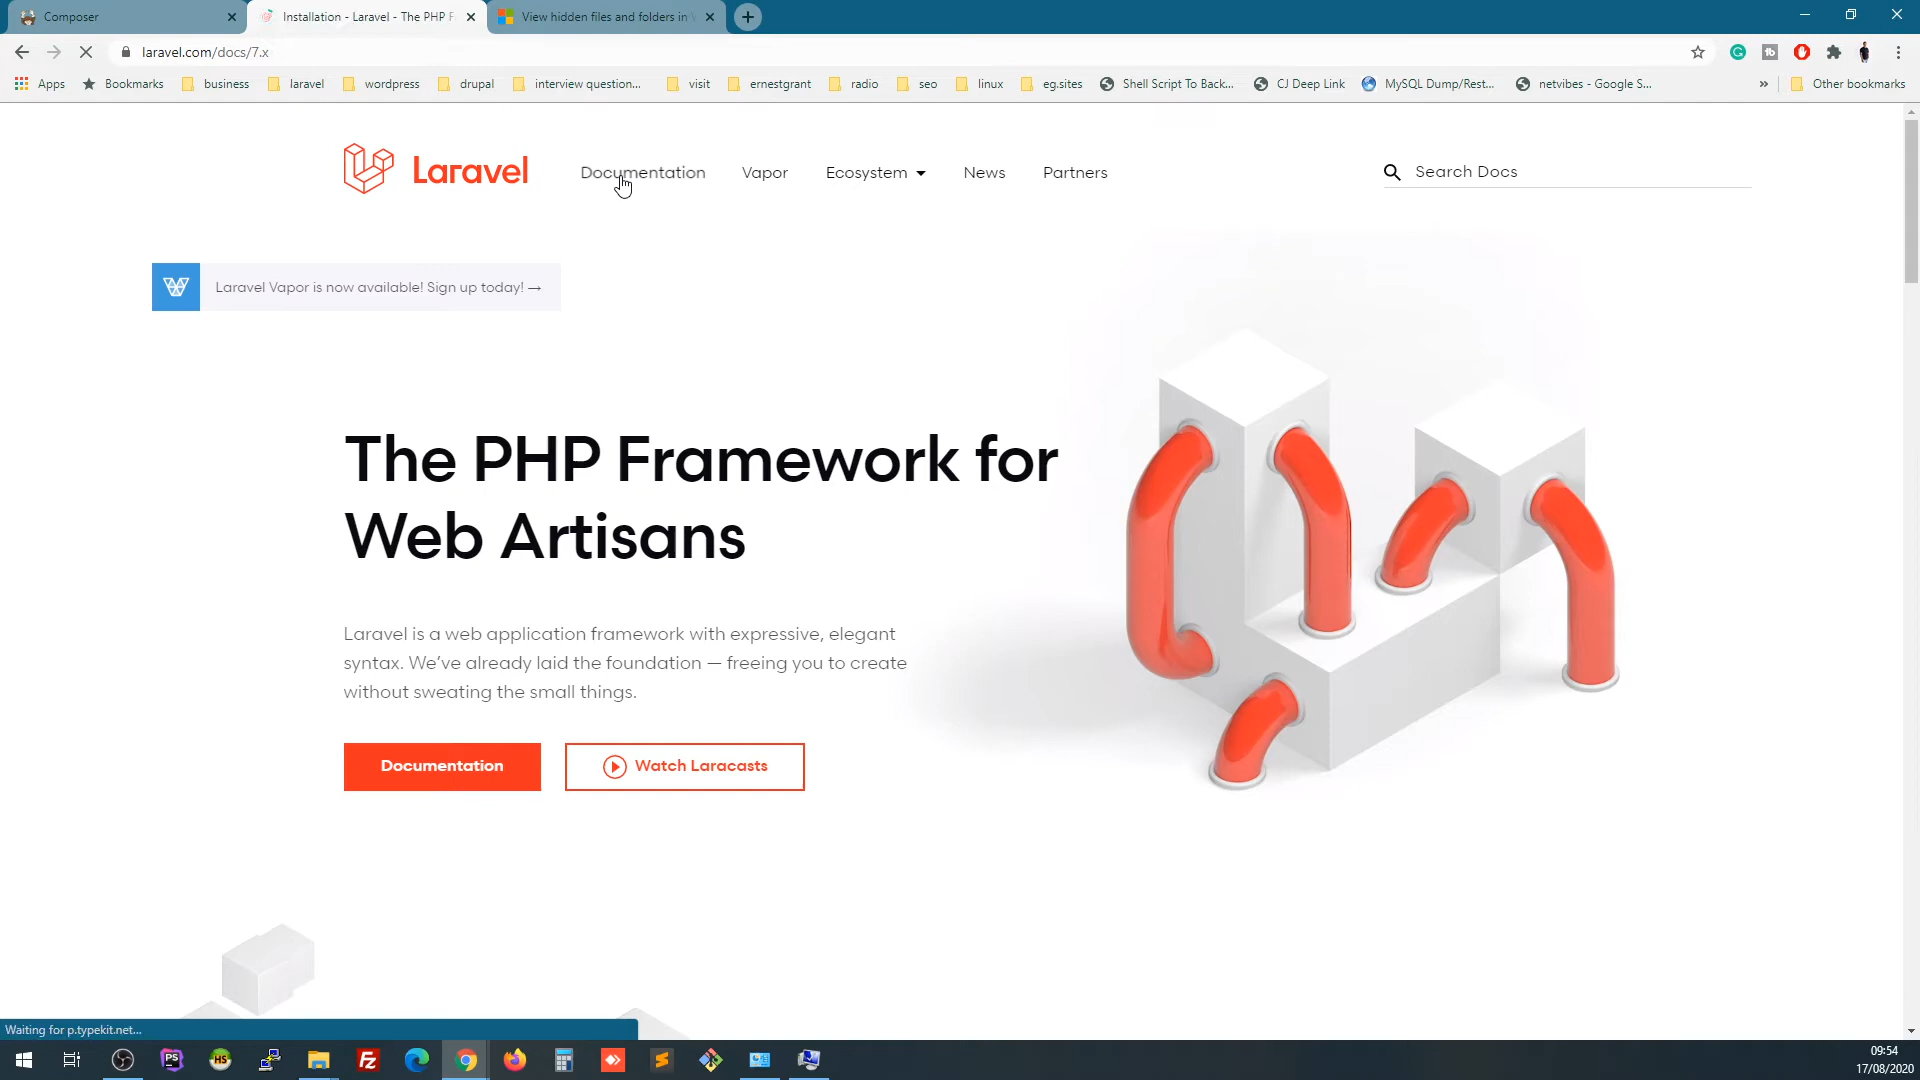 Composer
Installation - Laravel - The PHP F
View hidden files and folders in
laravel.com/docs/7.x
Apps
Bookmarks
business
laravel
wordpress
drupal
interview question...
visit
ernestgrant
radio
seo
linux
eg.sites
Shell Script To Back...
CJ Deep Link
MySQL Dump/Rest...
netvibes - Google S...
»
Other bookmarks
Laravel
Documentation
Vapor
Ecosystem
News
Partners
Search Docs
Laravel Vapor is now available! Sign up today! →
The PHP Framework for
Web Artisans
Laravel is a web application framework with expressive, elegant
syntax. We've already laid the foundation — freeing you to create
without sweating the small things.
Documentation
Watch Laracasts
Waiting for p.typekit.net...
PS
HS
FZ
09:54
17/08/2020